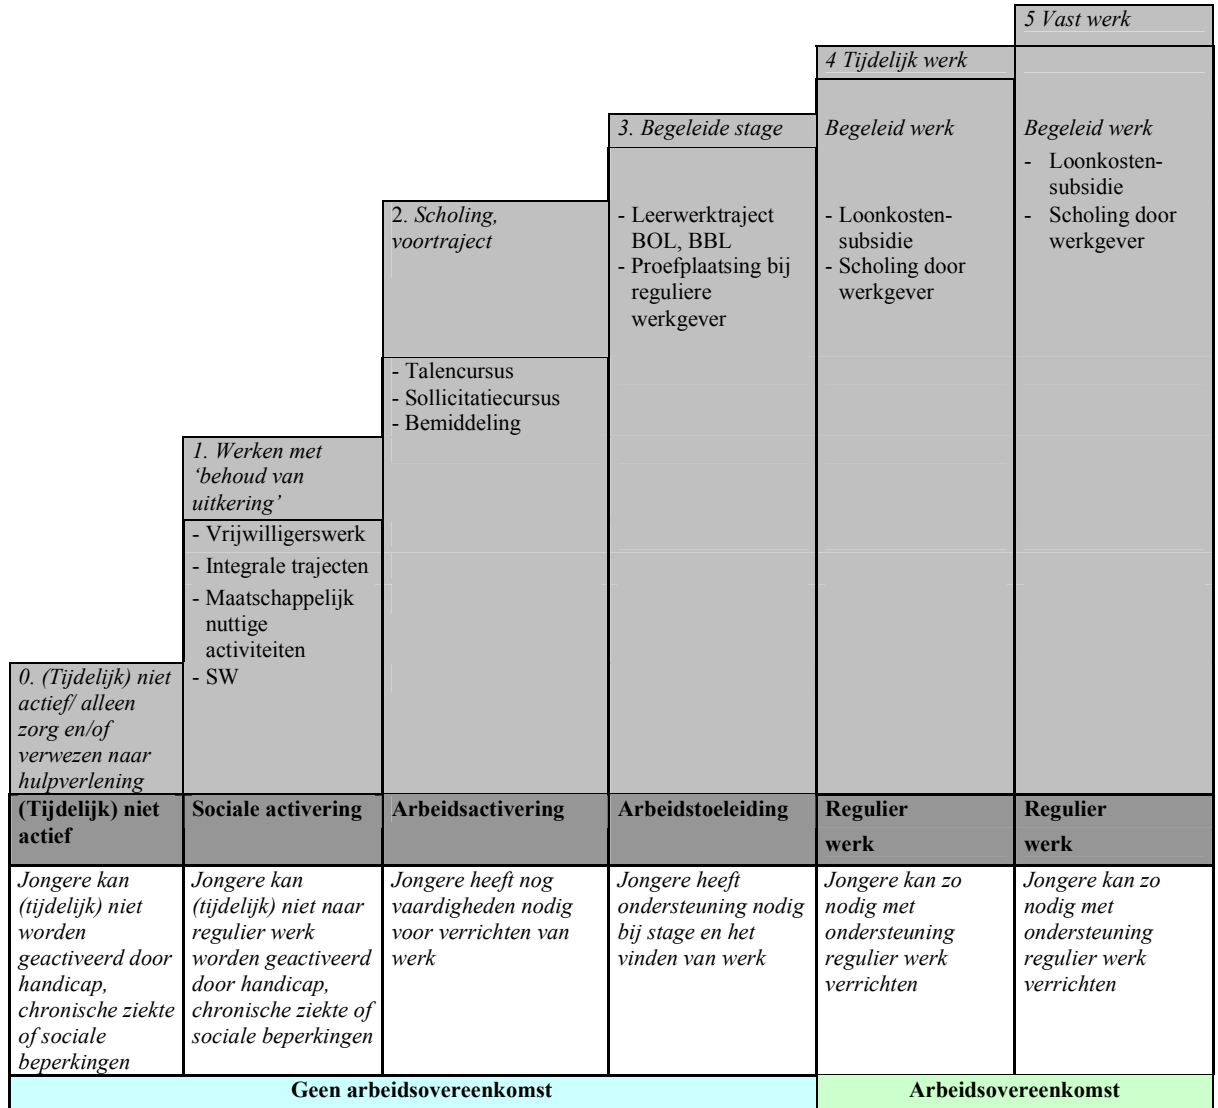 5 Vast werk
4 Tijdelijk werk
3. Begeleide stage
Begeleid werk
Begeleid werk
- Loonkosten-
subsidie
- Scholing door
werkgever
2. Scholing,
voortraject
- Leerwerktraject
BOL, BBL
- Proefplaatsing bij
reguliere
werkgever
- Loonkosten-
subsidie
- Scholing door
werkgever
- Talencursus
- Sollicitatiecursus
- Bemiddeling
1. Werken met
‘behoud van
uitkering’
- Vrijwilligerswerk
- Integrale trajecten
- Maatschappelijk
nuttige
activiteiten
- SW
0. (Tijdelijk) niet
actief/ alleen
zorg en/of
verwezen naar
hulpverlening
(Tijdelijk) niet
actief
Sociale activering
Arbeidsactivering
Arbeidstoeleiding
Regulier
werk
Regulier
werk
Jongere kan
(tijdelijk) niet
worden
geactiveerd door
handicap,
chronische ziekte
of sociale
beperkingen
Jongere kan
(tijdelijk) niet naar
regulier werk
worden geactiveerd
door handicap,
chronische ziekte of
sociale beperkingen
Jongere heeft nog
vaardigheden nodig
voor verrichten van
werk
Jongere heeft
ondersteuning nodig
bij stage en het
vinden van werk
Jongere kan zo
nodig met
ondersteuning
regulier werk
verrichten
Jongere kan zo
nodig met
ondersteuning
regulier werk
verrichten
Geen arbeidsovereenkomst
Arbeidsovereenkomst